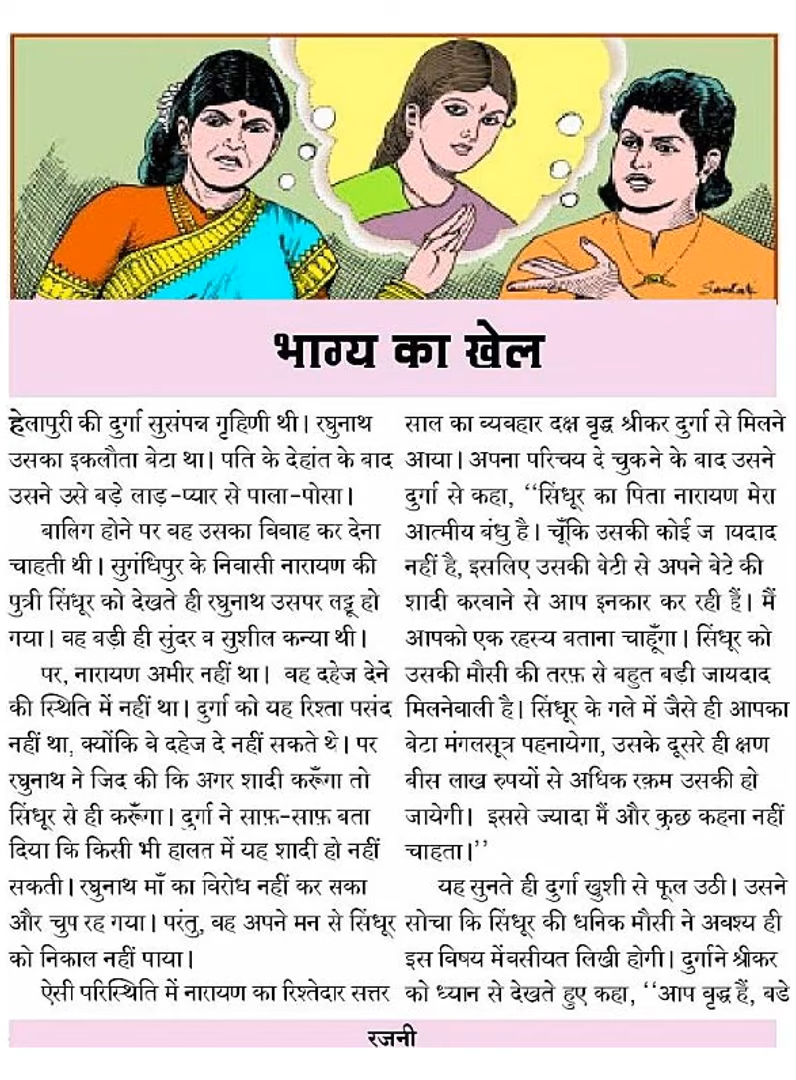 भाग्य का खेल
हेलापुरी की दुर्गा सुसंपन्न गृहिणी थी। रघुनाथ
उसका इकलौता बेटा था। पति के देहांत के बाद
उसने उसे बड़े लाड़-प्यार से पाला-पोसा।
बालिग होने पर वह उसका विवाह कर देना
चाहती थी। सुगंधिपुर के निवासी नारायण की
पुत्री सिंधूर को देखते ही रघुनाथ उसपर लट्टू हो
गया। वह बड़ी ही सुंदर व सुशील कन्या थी।
पर, नारायण अमीर नहीं था। वह दहेज देने
की स्थिति में नहीं था। दुर्गा को यह रिश्ता पसंद
नहीं था, क्योंकि वे दहेज दे नहीं सकते थे। पर
रघुनाथ ने जिद की कि अगर शादी करूँगा तो
सिंधूर से ही करूँगा। दुर्गा ने साफ़-साफ़ बता
दिया कि किसी भी हालत में यह शादी हो नहीं
सकती। रघुनाथ माँ का विरोध नहीं कर सका
और चुप रह गया। परंतु, वह अपने मन से सिंधूर
को निकाल नहीं पाया।
ऐसी परिस्थिति में नारायण का रिश्तेदार सत्तर
साल का व्यवहार दक्ष वृद्ध श्रीकर दुर्गा से मिलने
आया। अपना परिचय दे चुकने के बाद उसने
दुर्गा से कहा, ‘‘सिंधूर का पिता नारायण मेरा
आत्मीय बंधु है। चूँकि उसकी कोई ज ायदाद
नहीं है, इसलिए उसकी बेटी से अपने बेटे की
शादी करवाने से आप इनकार कर रही हैं। मैं
आपको एक रहस्य बताना चाहूँगा। सिंधूर को
उसकी मौसी की तरफ़ से बहुत बड़ी जायदाद
मिलनेवाली है। सिंधूर के गले में जैसे ही आपका
बेटा मंगलसूत्र पहनायेगा, उसके दूसरे ही क्षण
बीस लाख रुपयों से अधिक रक़म उसकी हो
जायेगी। इससे ज्यादा मैं और कुछ कहना नहीं
चाहता।’’
यह सुनते ही दुर्गा खुशी से फूल उठी। उसने
सोचा कि सिंधूर की धनिक मौसी ने अवश्य ही
इस विषय मेंवसीयत लिखी होगी। दुर्गाने श्रीकर
को ध्यान से देखते हुए कहा, ‘‘आप वृद्ध हैं, बडे
रजनी